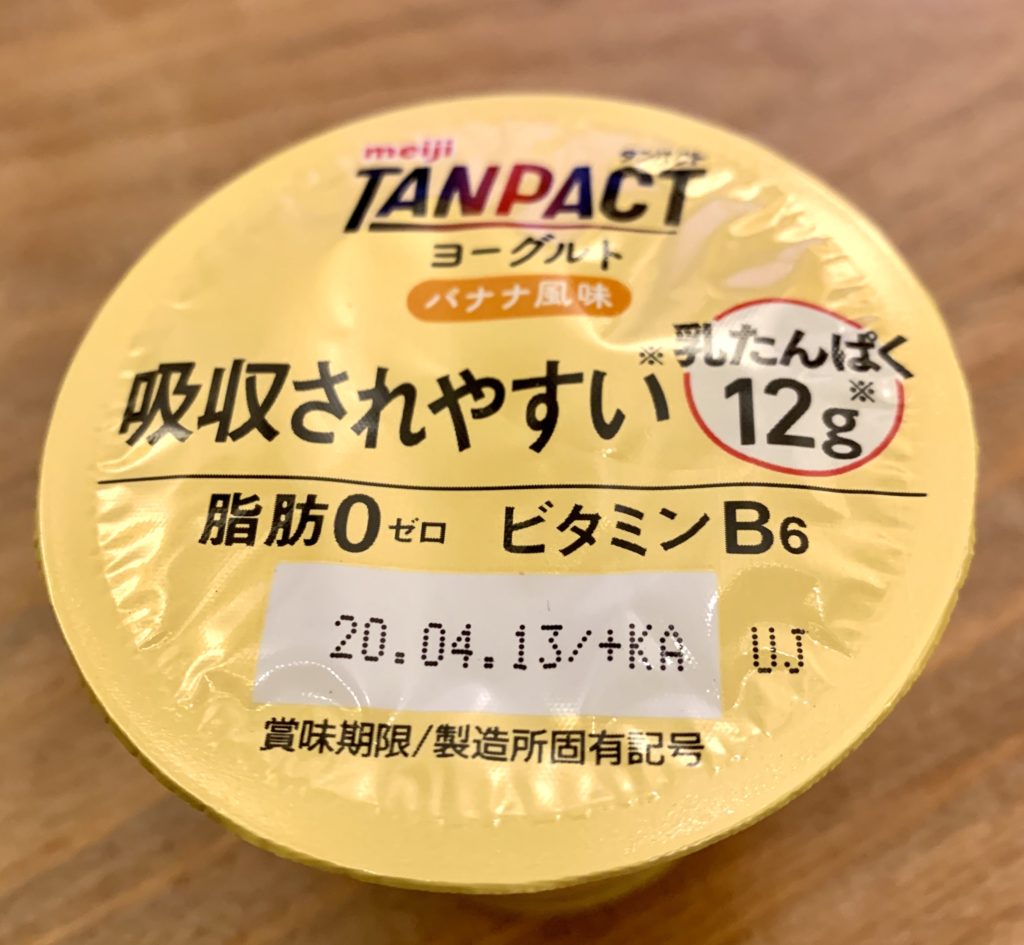 meiji
タンパクト
TANPACT
ヨーグルト
バナナ風味
吸収されやすい※
乳たんぱく
12g※
脂肪0ゼロ ビタミンB6
20.04.13/+KA UJ
賞味期限/製造所固有記号